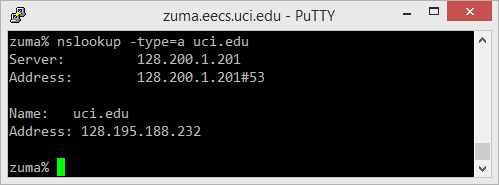 zuma.eecs.uci.edu - PuTTY
zuma% nslookup -type=a uci.edu
Server:         128.200.1.201
Address:        128.200.1.201#53

Name:   uci.edu
Address: 128.195.188.232

zuma%